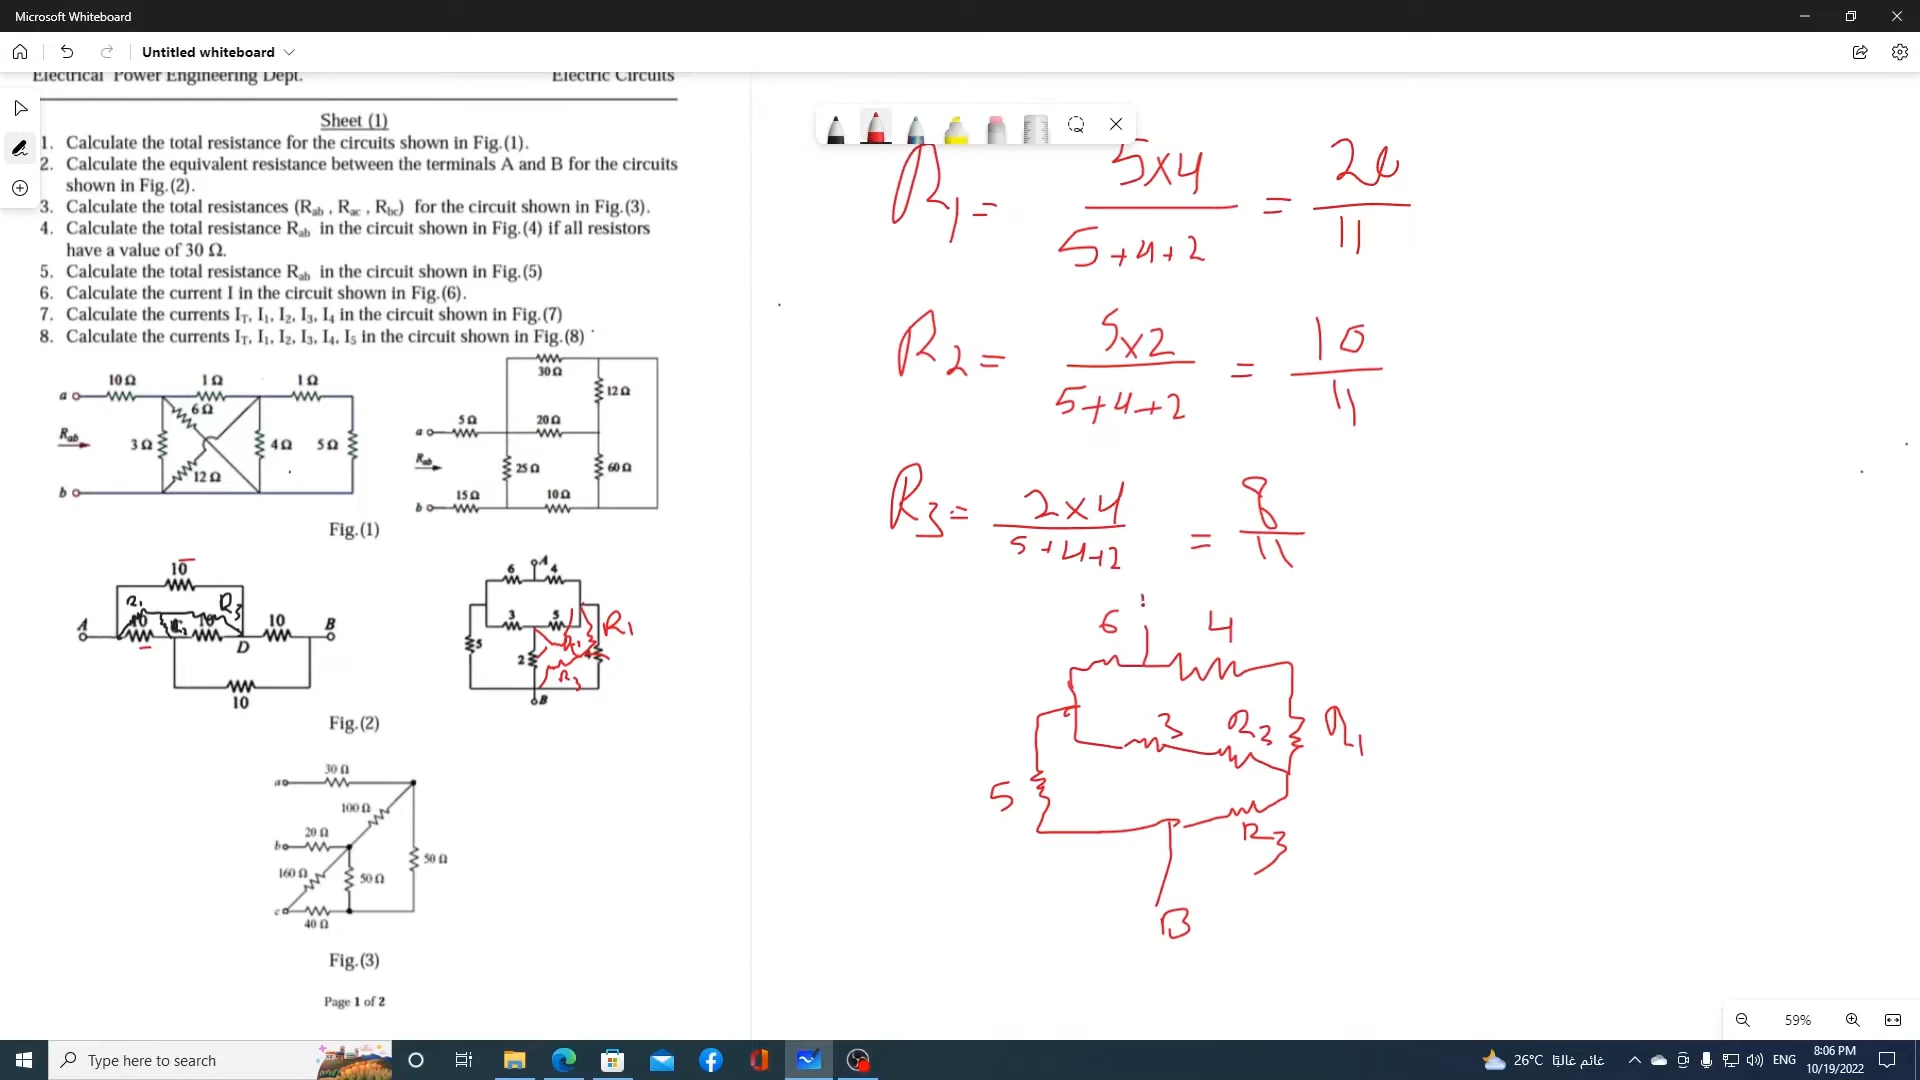 Microsoft Whiteboard
Untitled whiteboard
Electrical Power Engineering Dept. Electric Circuits
Sheet (1)
1. Calculate the total resistance for the circuits shown in Fig.(1).
2. Calculate the equivalent resistance between the terminals A and B for the circuits
shown in Fig.(2).
3. Calculate the total resistances (Rab , Rac , Rbc) for the circuit shown in Fig.(3).
4. Calculate the total resistance Rab in the circuit shown in Fig.(4) if all resistors
have a value of 30 Ω.
5. Calculate the total resistance Rab in the circuit shown in Fig.(5)
6. Calculate the current I in the circuit shown in Fig.(6).
7. Calculate the currents IT, I1, I2, I3, I4 in the circuit shown in Fig.(7)
8. Calculate the currents IT, I1, I2, I3, I4, I5 in the circuit shown in Fig.(8)
10 Ω 1 Ω 1 Ω
a
6 Ω
Rab
3 Ω 4 Ω 5 Ω
12 Ω
b
30 Ω
12 Ω
5 Ω 20 Ω
a
Rab
25 Ω 60 Ω
15 Ω 10 Ω
b
Fig.(1)
10
R1 R3
A 10 R2 10 10 B
D
10
A
6 4
3 5 R1
5
2
R3
B
Fig.(2)
30 Ω
a
100 Ω
20 Ω
b
50 Ω
160 Ω 50 Ω
c
40 Ω
Fig.(3)
Page 1 of 2
R1 = 5x4 / 5+4+2 = 20 / 11
R2 = 5x2 / 5+4+2 = 10 / 11
R3 = 2x4 / 5+4+2 = 8 / 11
6 4
3 R2 R1
5
R3
B
59%
Type here to search
26°C غائم غالبًا
ENG
8:06 PM
10/19/2022